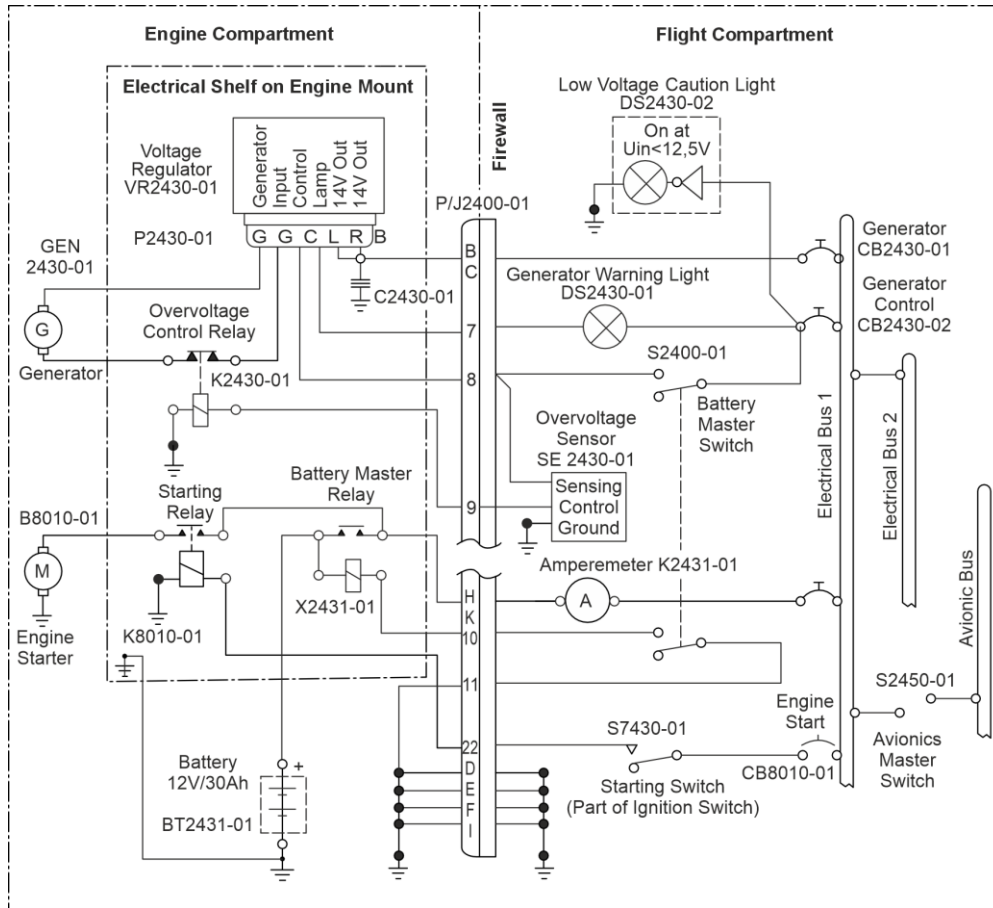 Engine Compartment
Flight Compartment
Electrical Shelf on Engine Mount
Firewall
Low Voltage Caution Light
DS2430-02
On at
Uin<12,5V
Voltage
Regulator
VR2430-01
Generator
Input
Control
Lamp
14V Out
14V Out
P/J2400-01
P2430-01
G G C L R B
GEN
2430-01
B
C
Generator
CB2430-01
Generator Warning Light
DS2430-01
C2430-01
Generator
Control
CB2430-02
Overvoltage
Control Relay
G
7
Generator
K2430-01
S2400-01
8
Battery
Master
Switch
Overvoltage
Sensor
SE 2430-01
Electrical Bus 1
Electrical Bus 2
Sensing
Control
Ground
9
Starting
Relay
Battery Master
Relay
B8010-01
M
Engine
Starter
K8010-01
X2431-01
Amperemeter K2431-01
H
A
K
10
Avionic Bus
11
S2450-01
Engine
Start
S7430-01
22
Avionics
Master
Switch
CB8010-01
Starting Switch
(Part of Ignition Switch)
Battery
12V/30Ah
+
BT2431-01
D
E
F
I